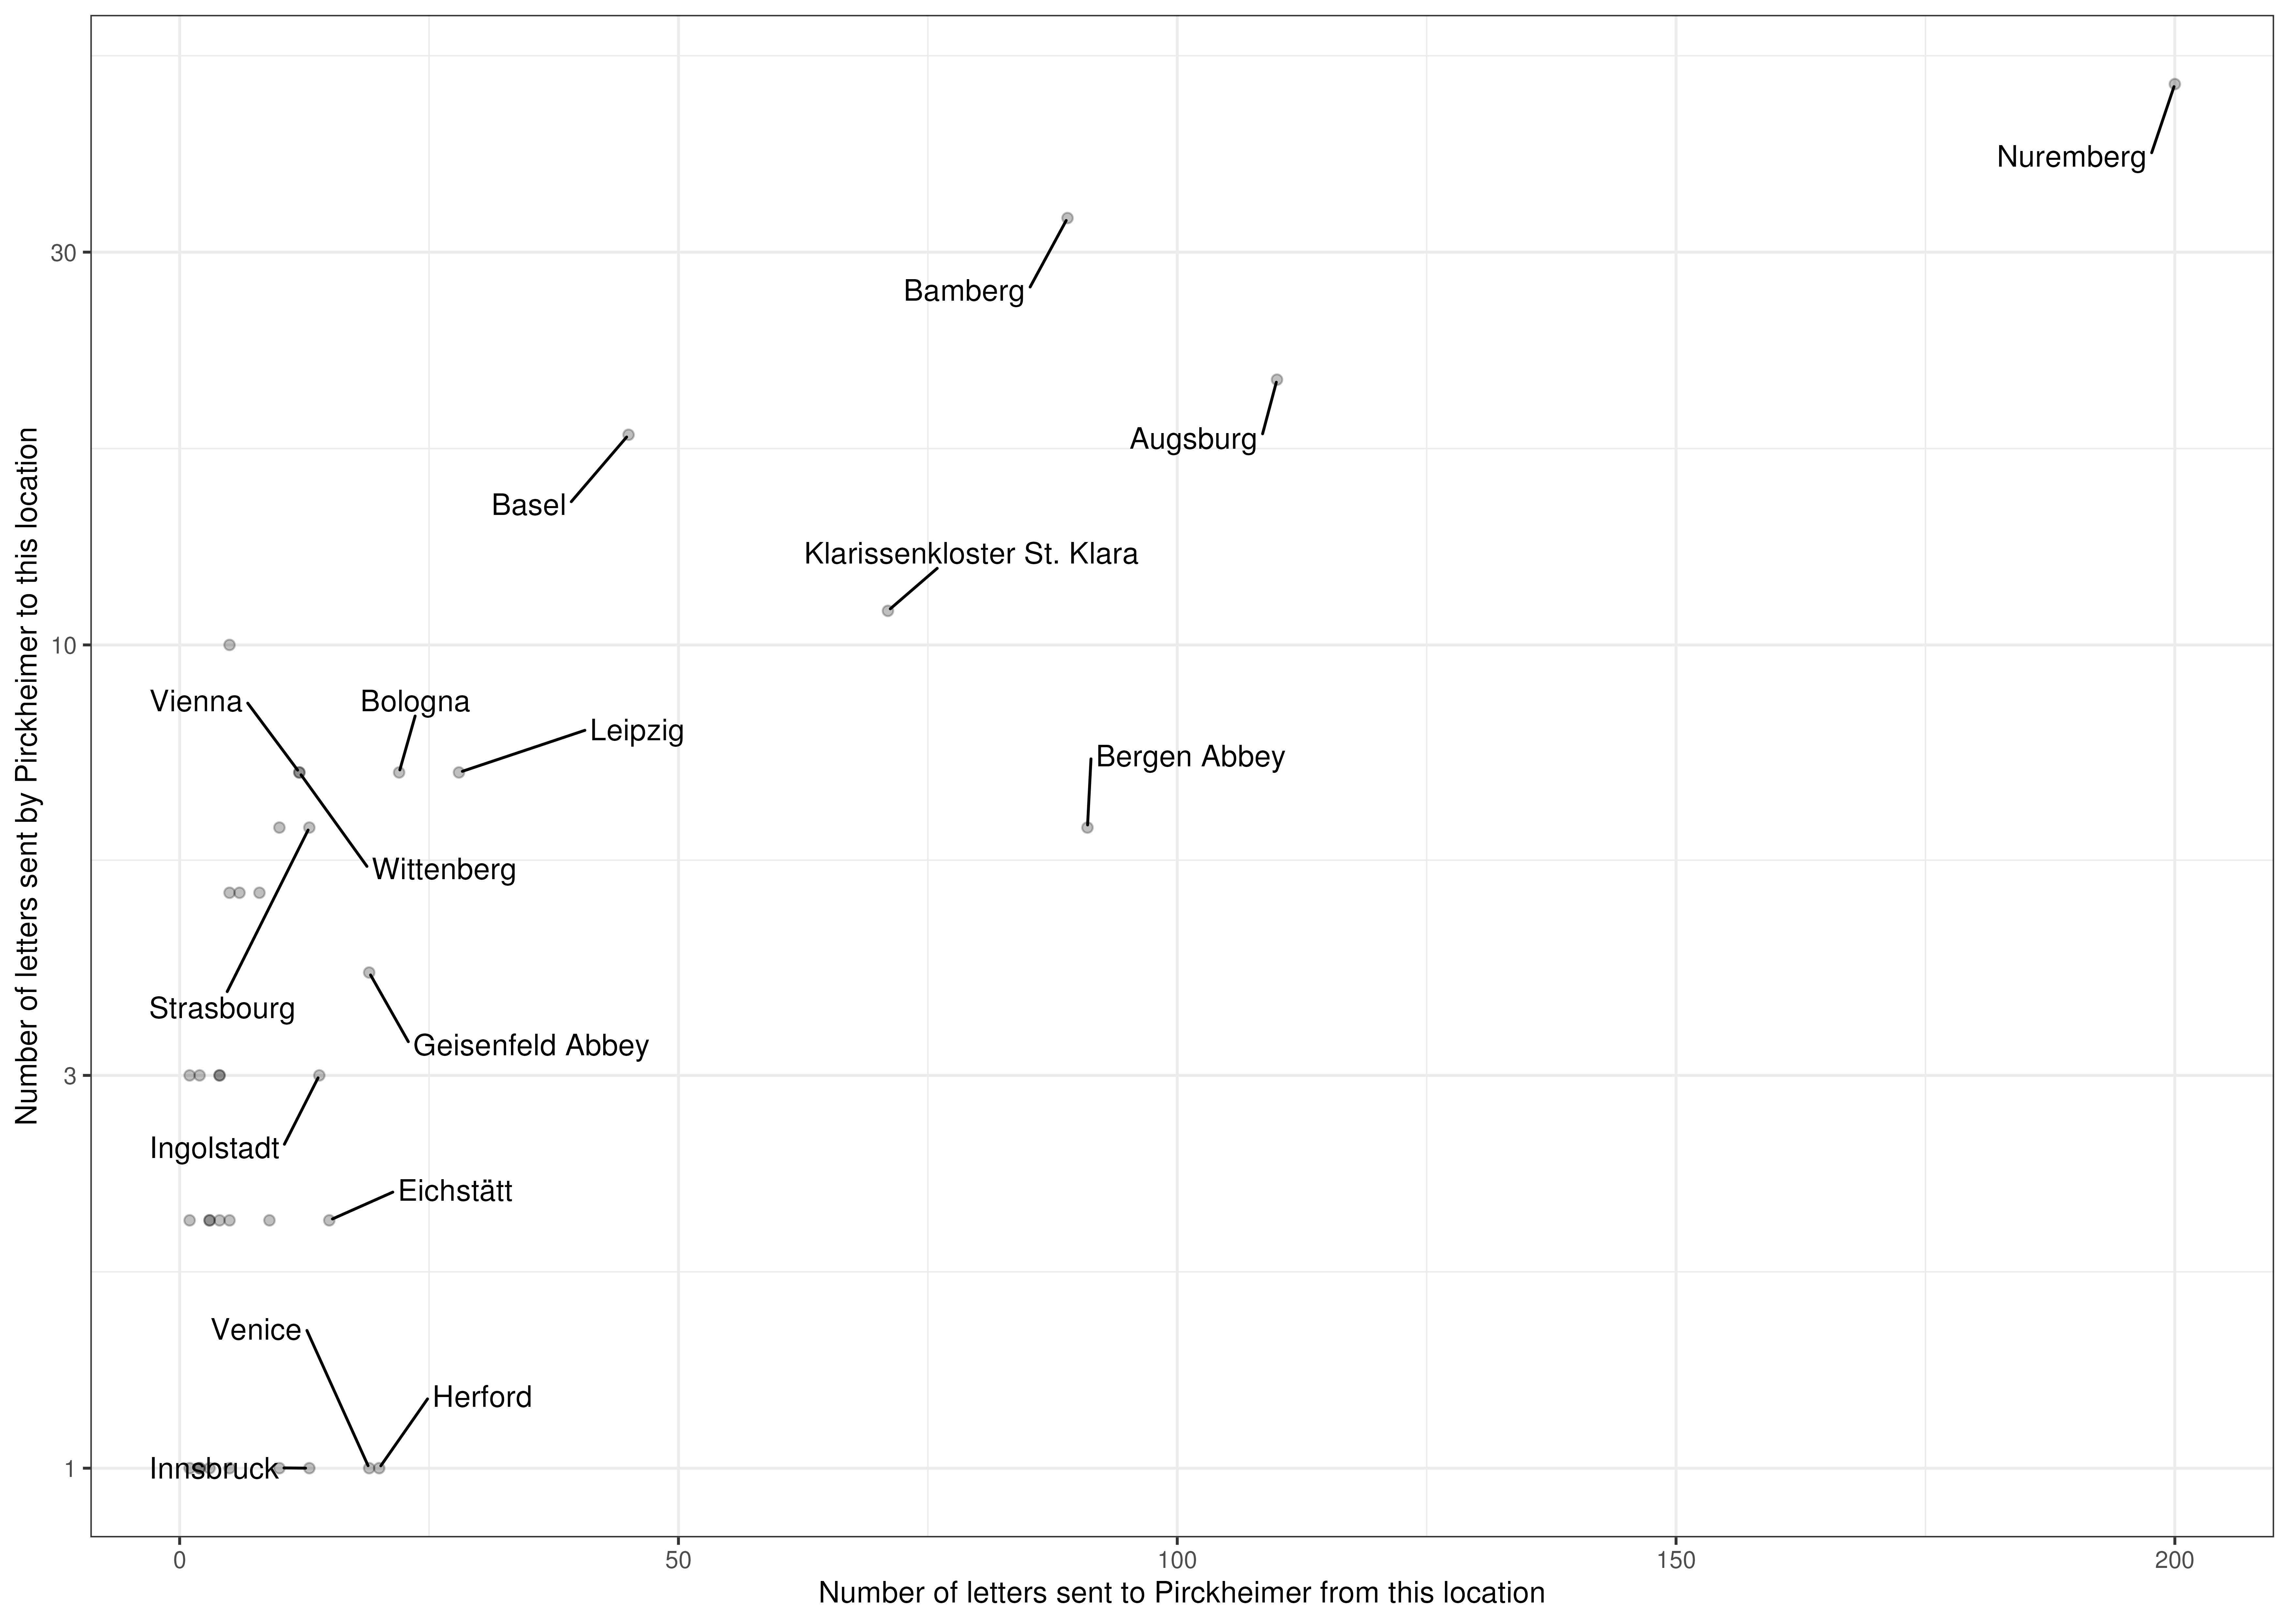 Nuremberg
30
Bamberg
Augsburg
Basel
Klarissenkloster St. Klara
10
Vienna
Bologna
Leipzig
Bergen Abbey
Wittenberg
Strasbourg
Geisenfeld Abbey
3
Ingolstadt
Eichstätt
Venice
Herford
1
Innsbruck
0
50
100
150
200
Number of letters sent to Pirckheimer from this location
Number of letters sent by Pirckheimer to this location